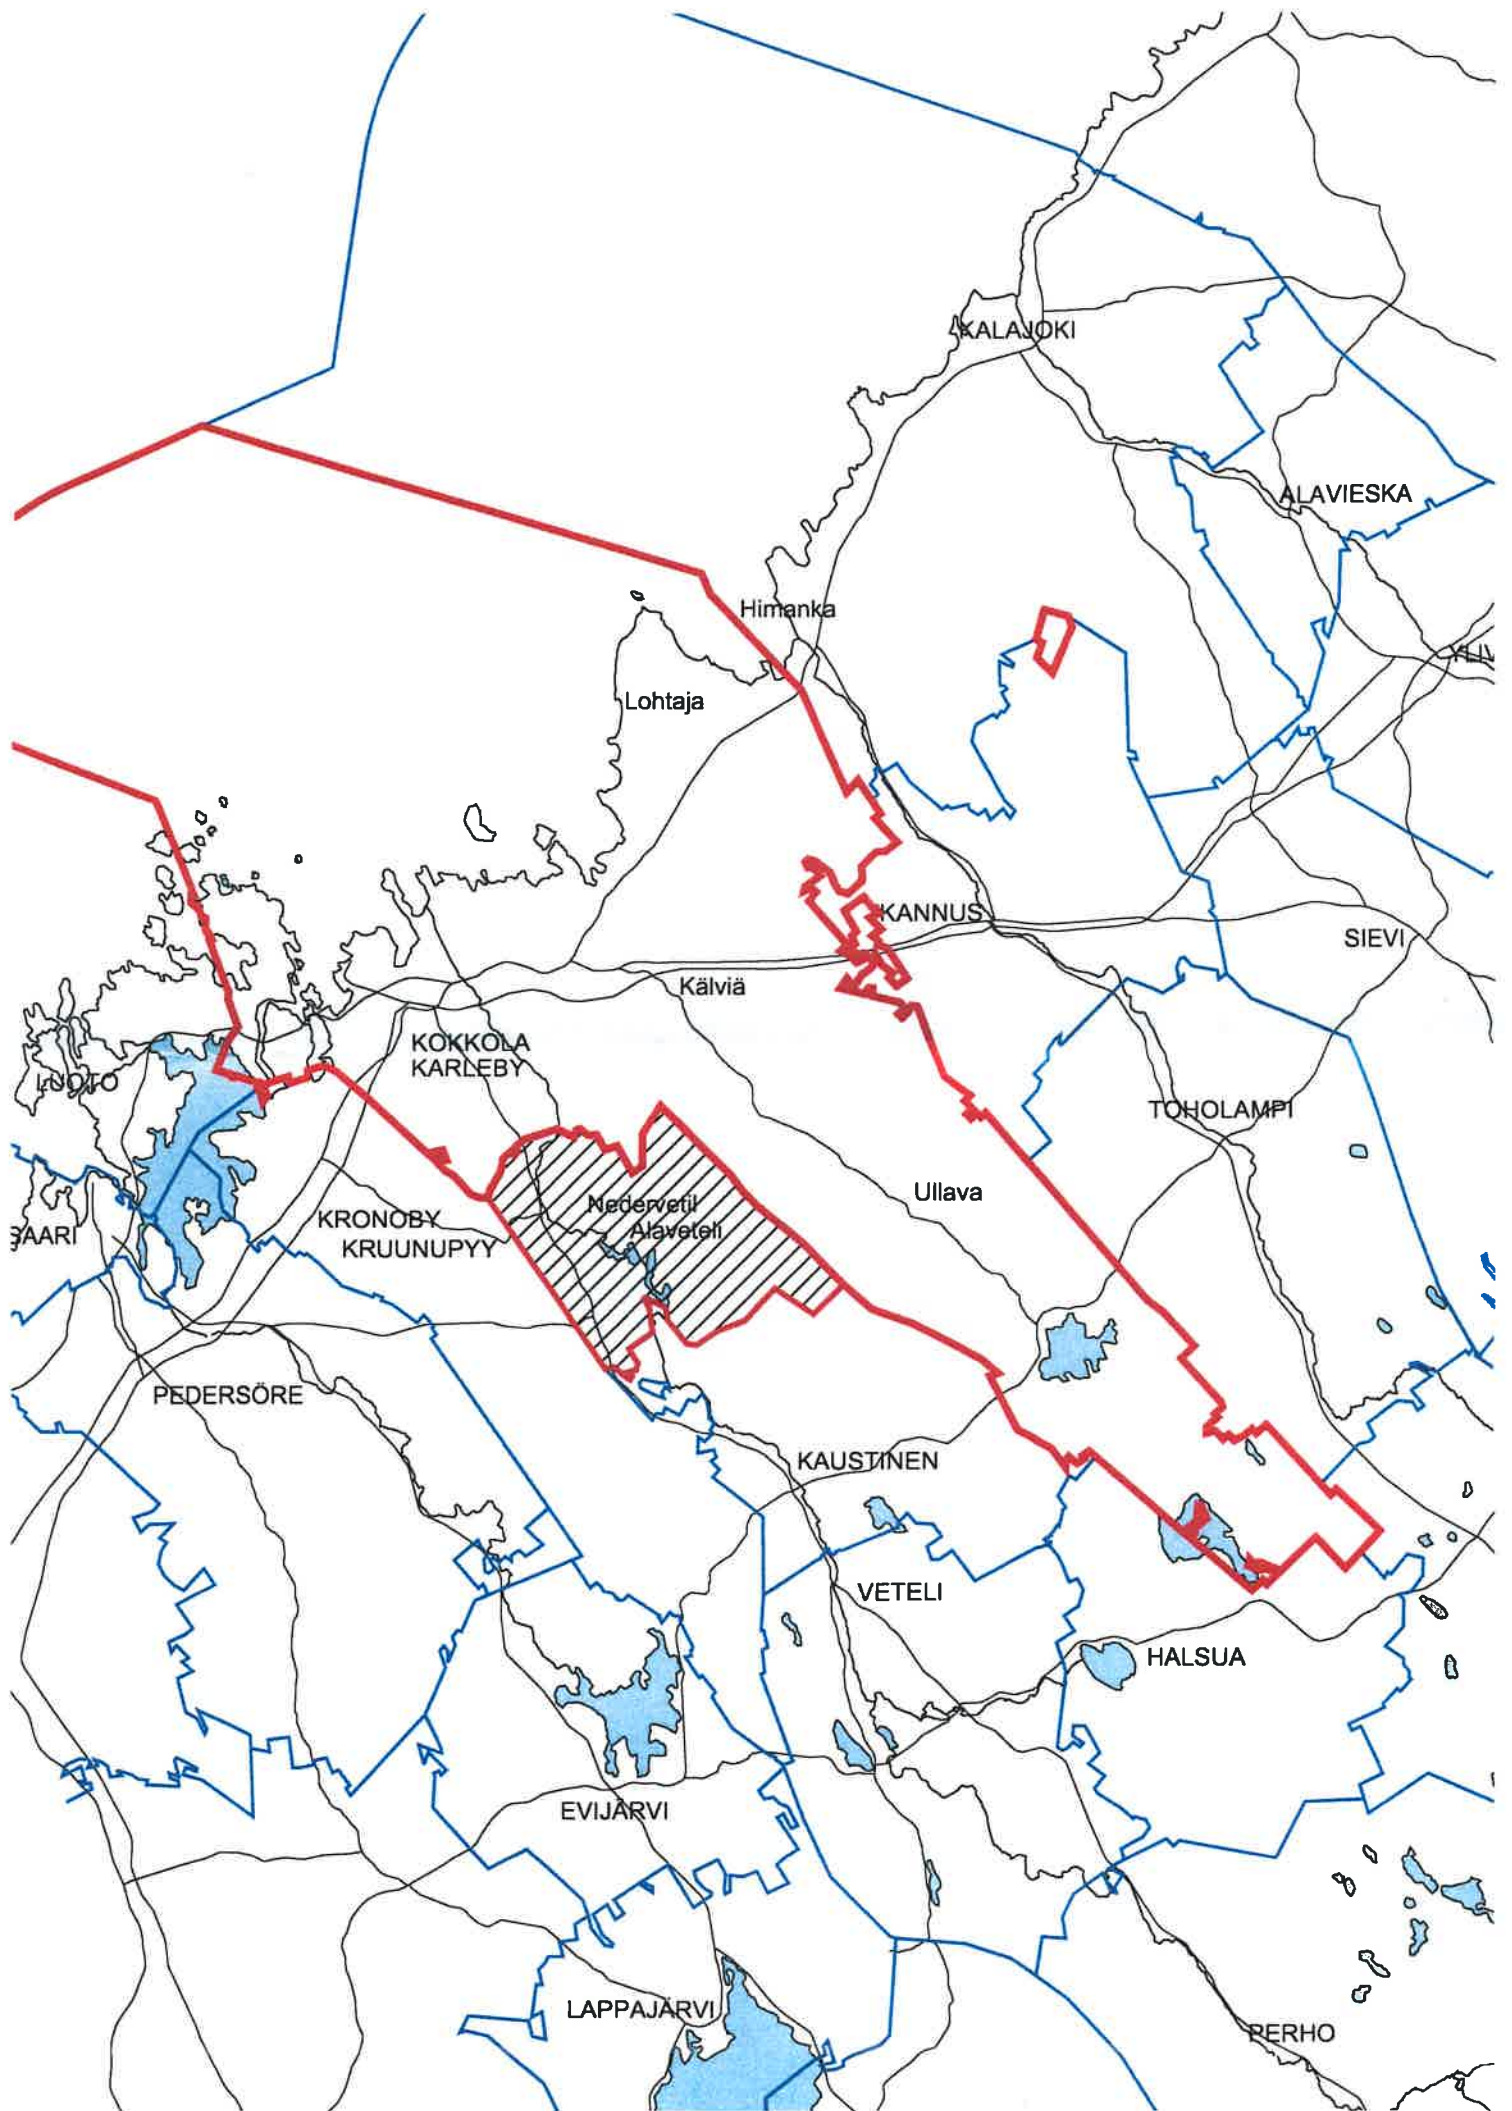 KALAJOKI
ALAVIESKA
Himanka
Lohtaja
KANNUS
SIEVI
Kälviä
KOKKOLA
KARLEBY
LUOTO
TOHOLAMPI
Ullava
Nedervetil
Alaveteli
KRONOBY
KRUUNUPYY
SAARI
PEDERSÖRE
KAUSTINEN
VETELI
HALSUA
EVIJÄRVI
LAPPAJÄRVI
PERHO